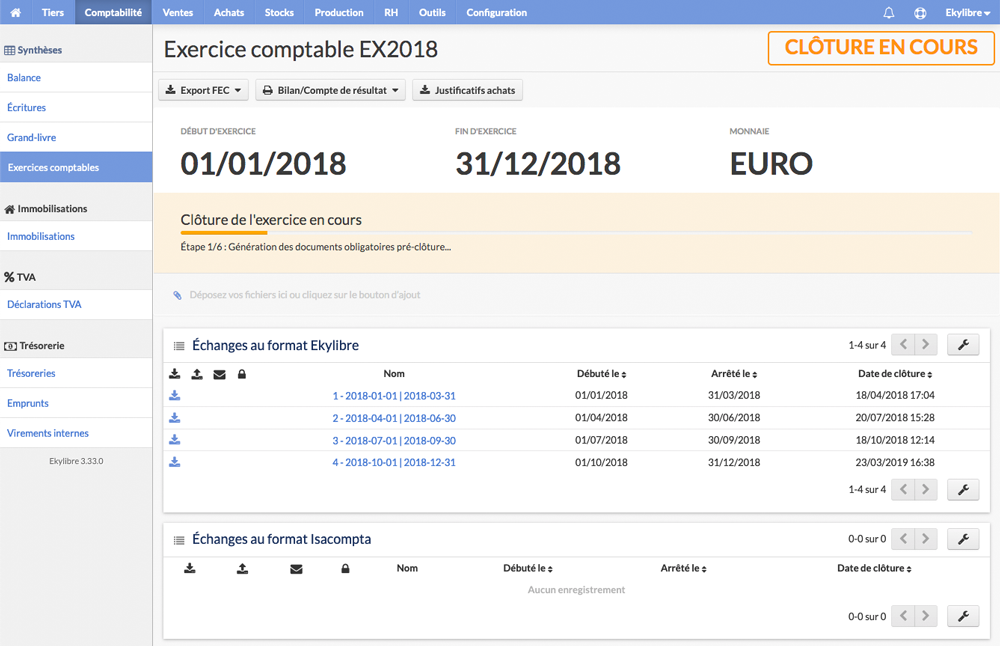 Tiers Comptabilité Ventes Achats Stocks Production RH Outils Configuration Ekylibre
Synthèses
Balance
Écritures
Grand-livre
Exercices comptables
Immobilisations
Immobilisations
TVA
Déclarations TVA
Trésorerie
Trésoreries
Emprunts
Virements internes
Ekylibre 3.33.0
Exercice comptable EX2018
CLÔTURE EN COURS
Export FEC Bilan/Compte de résultat Justificatifs achats
DÉBUT D'EXERCICE FIN D'EXERCICE MONNAIE
01/01/2018 31/12/2018 EURO
Clôture de l'exercice en cours
Étape 1/6 : Génération des documents obligatoires pré-clôture...
Déposez vos fichiers ici ou cliquez sur le bouton d'ajout
Échanges au format Ekylibre 1-4 sur 4
Nom Débuté le Arrêté le Date de clôture
1 - 2018-01-01 | 2018-03-31 01/01/2018 31/03/2018 18/04/2018 17:04
2 - 2018-04-01 | 2018-06-30 01/04/2018 30/06/2018 20/07/2018 15:28
3 - 2018-07-01 | 2018-09-30 01/07/2018 30/09/2018 18/10/2018 12:14
4 - 2018-10-01 | 2018-12-31 01/10/2018 31/12/2018 23/03/2019 16:38
1-4 sur 4
Échanges au format Isacompta 0-0 sur 0
Nom Débuté le Arrêté le Date de clôture
Aucun enregistrement
0-0 sur 0